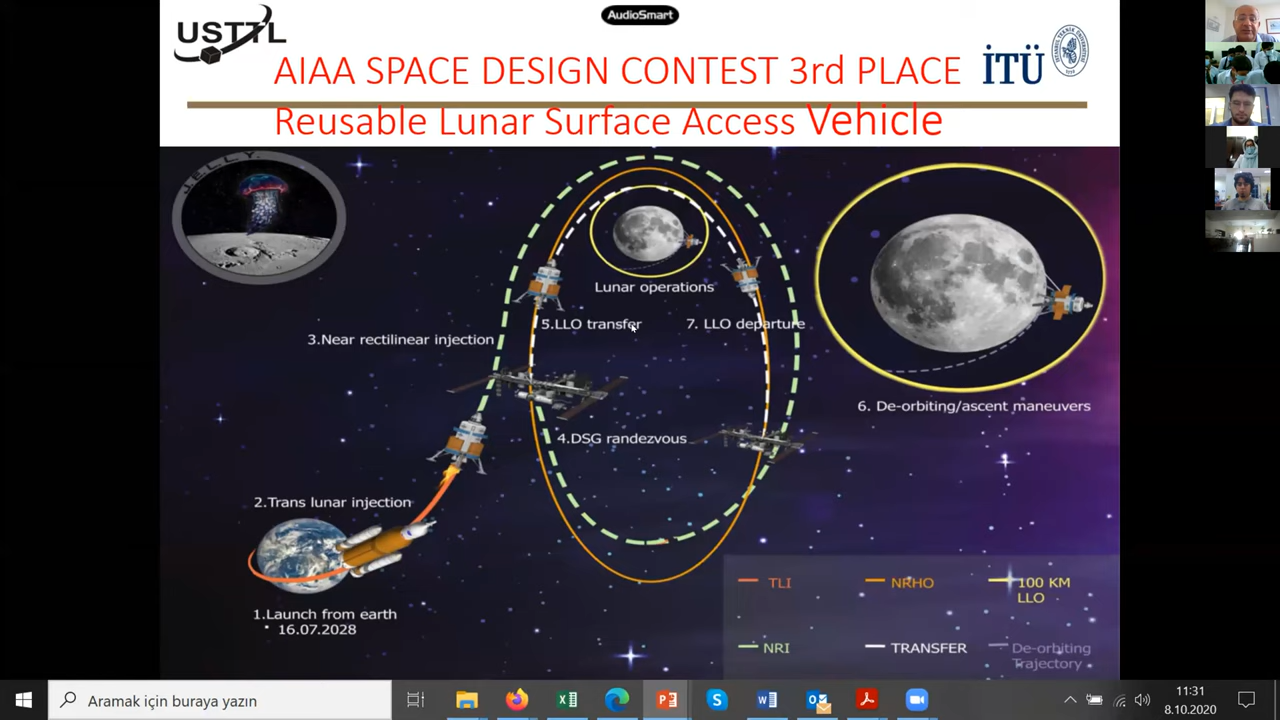 AudioSmart
USTTL
AIAA SPACE DESIGN CONTEST 3rd PLACE
İTÜ
Reusable Lunar Surface Access Vehicle
JELLY
Lunar operations
5.LLO transfer
7. LLO departure
3.Near rectilinear injection
6. De-orbiting/ascent maneuvers
4.DSG randezvous
2.Trans lunar injection
1.Launch from earth
16.07.2028
TLI
NRHO
100 KM
LLO
NRI
TRANSFER
De-orbiting
Trajectory
Aramak için buraya yazın
11:31
8.10.2020